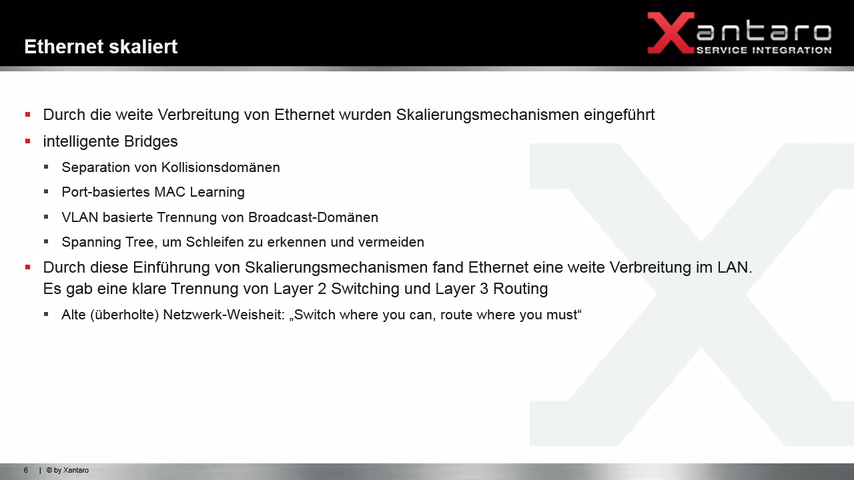 Ethernet skaliert
Xantaro
SERVICE INTEGRATION
Durch die weite Verbreitung von Ethernet wurden Skalierungsmechanismen eingeführt
intelligente Bridges
Separation von Kollisionsdomänen
Port-basiertes MAC Learning
VLAN basierte Trennung von Broadcast-Domänen
Spanning Tree, um Schleifen zu erkennen und vermeiden
Durch diese Einführung von Skalierungsmechanismen fand Ethernet eine weite Verbreitung im LAN.
Es gab eine klare Trennung von Layer 2 Switching und Layer 3 Routing
Alte (überholte) Netzwerk-Weisheit: „Switch where you can, route where you must“
6 | © by Xantaro